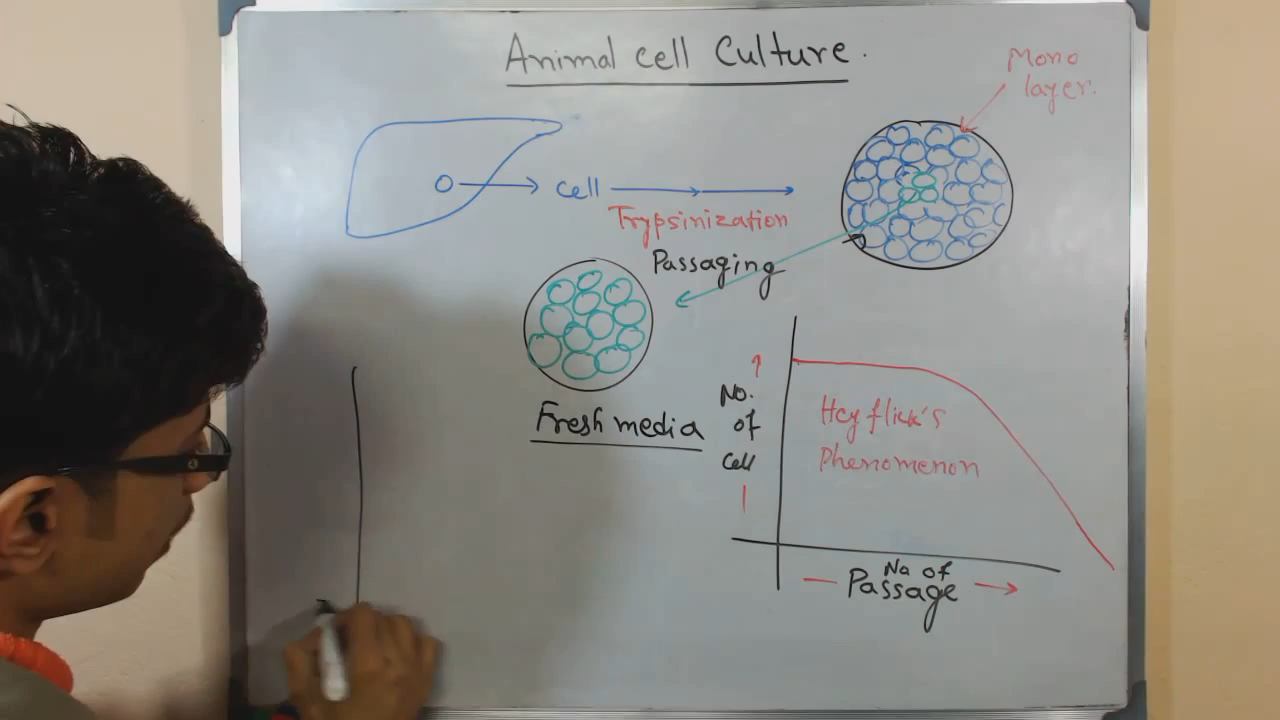 Animal cell Culture.
Mono
layer.
cell
Trypsinization
Passaging
Fresh media
No.
of
cell
Heyflick's
Phenomenon
No of
Passage